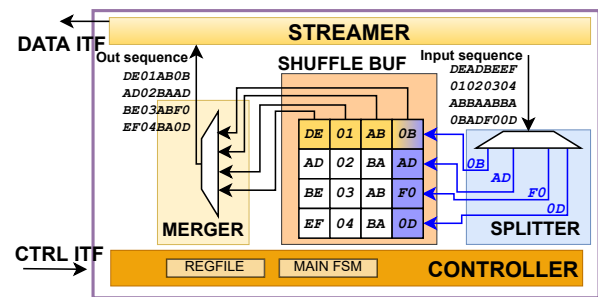 STREAMER
DATA ITF
Out sequence
DE01AB0B
AD02BAAD
BE03ABF0
EF04BA0D
SHUFFLE BUF
Input sequence
DEADBEEF
01020304
ABBAABBA
0BADF00D
DE 01 AB 0B
AD 02 BA AD
BE 03 AB F0
EF 04 BA 0D
0B
AD
F0
0D
MERGER
SPLITTER
CTRL ITF
REGFILE
MAIN FSM
CONTROLLER